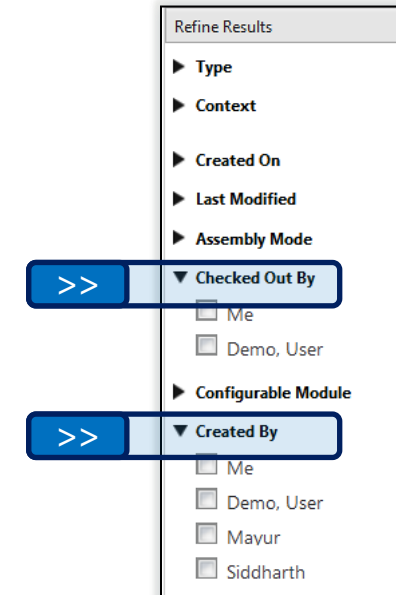 Refine Results
Type
Context
Created On
Last Modified
Assembly Mode
>> Checked Out By
Me
Demo, User
Configurable Module
>> Created By
Me
Demo, User
Mayur
Siddharth